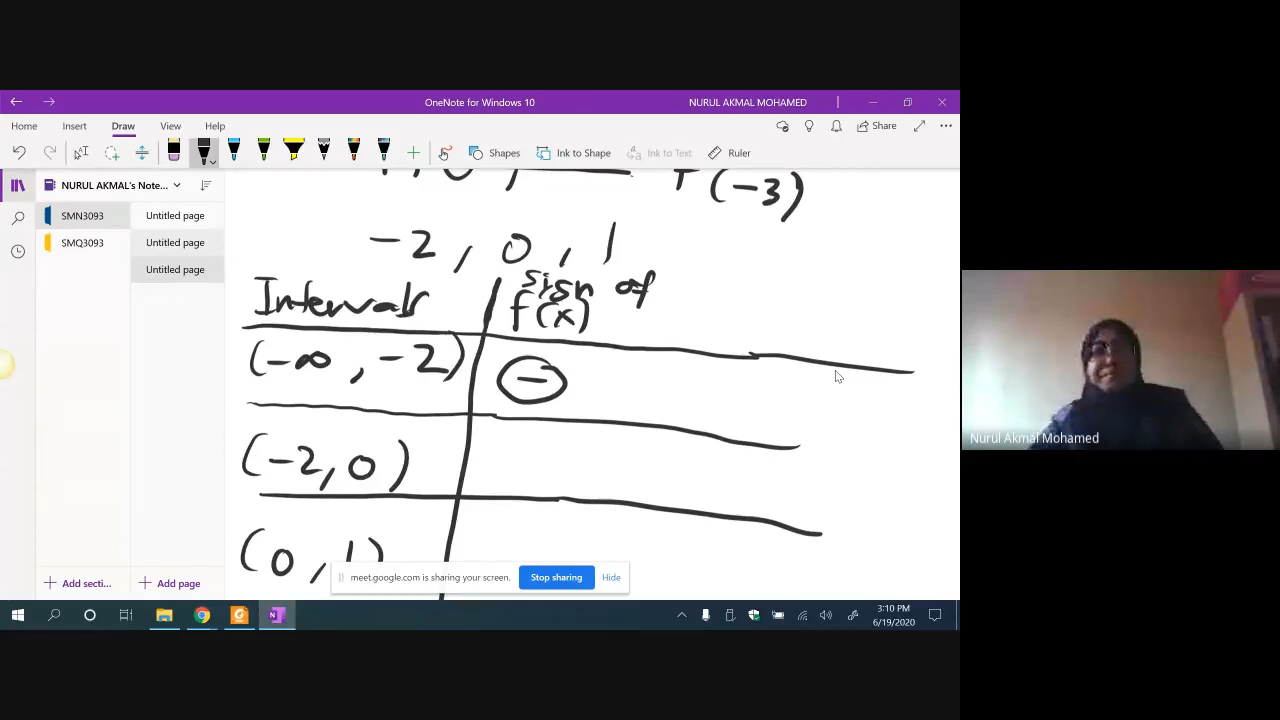 OneNote for Windows 10
NURUL AKMAL MOHAMED
Home Insert Draw View Help
Share
Shapes Ink to Shape Ink to Text Ruler
NURUL AKMAL's Note...
SMN3093
SMQ3093
Untitled page
Untitled page
Untitled page
(-3)
-2, 0, 1
Intervals
sign of
f(x)
(-∞, -2)
-
(-2, 0)
(0, 1)
Nurul Akmal Mohamed
meet.google.com is sharing your screen. Stop sharing Hide
Add secti... Add page
3:10 PM
6/19/2020